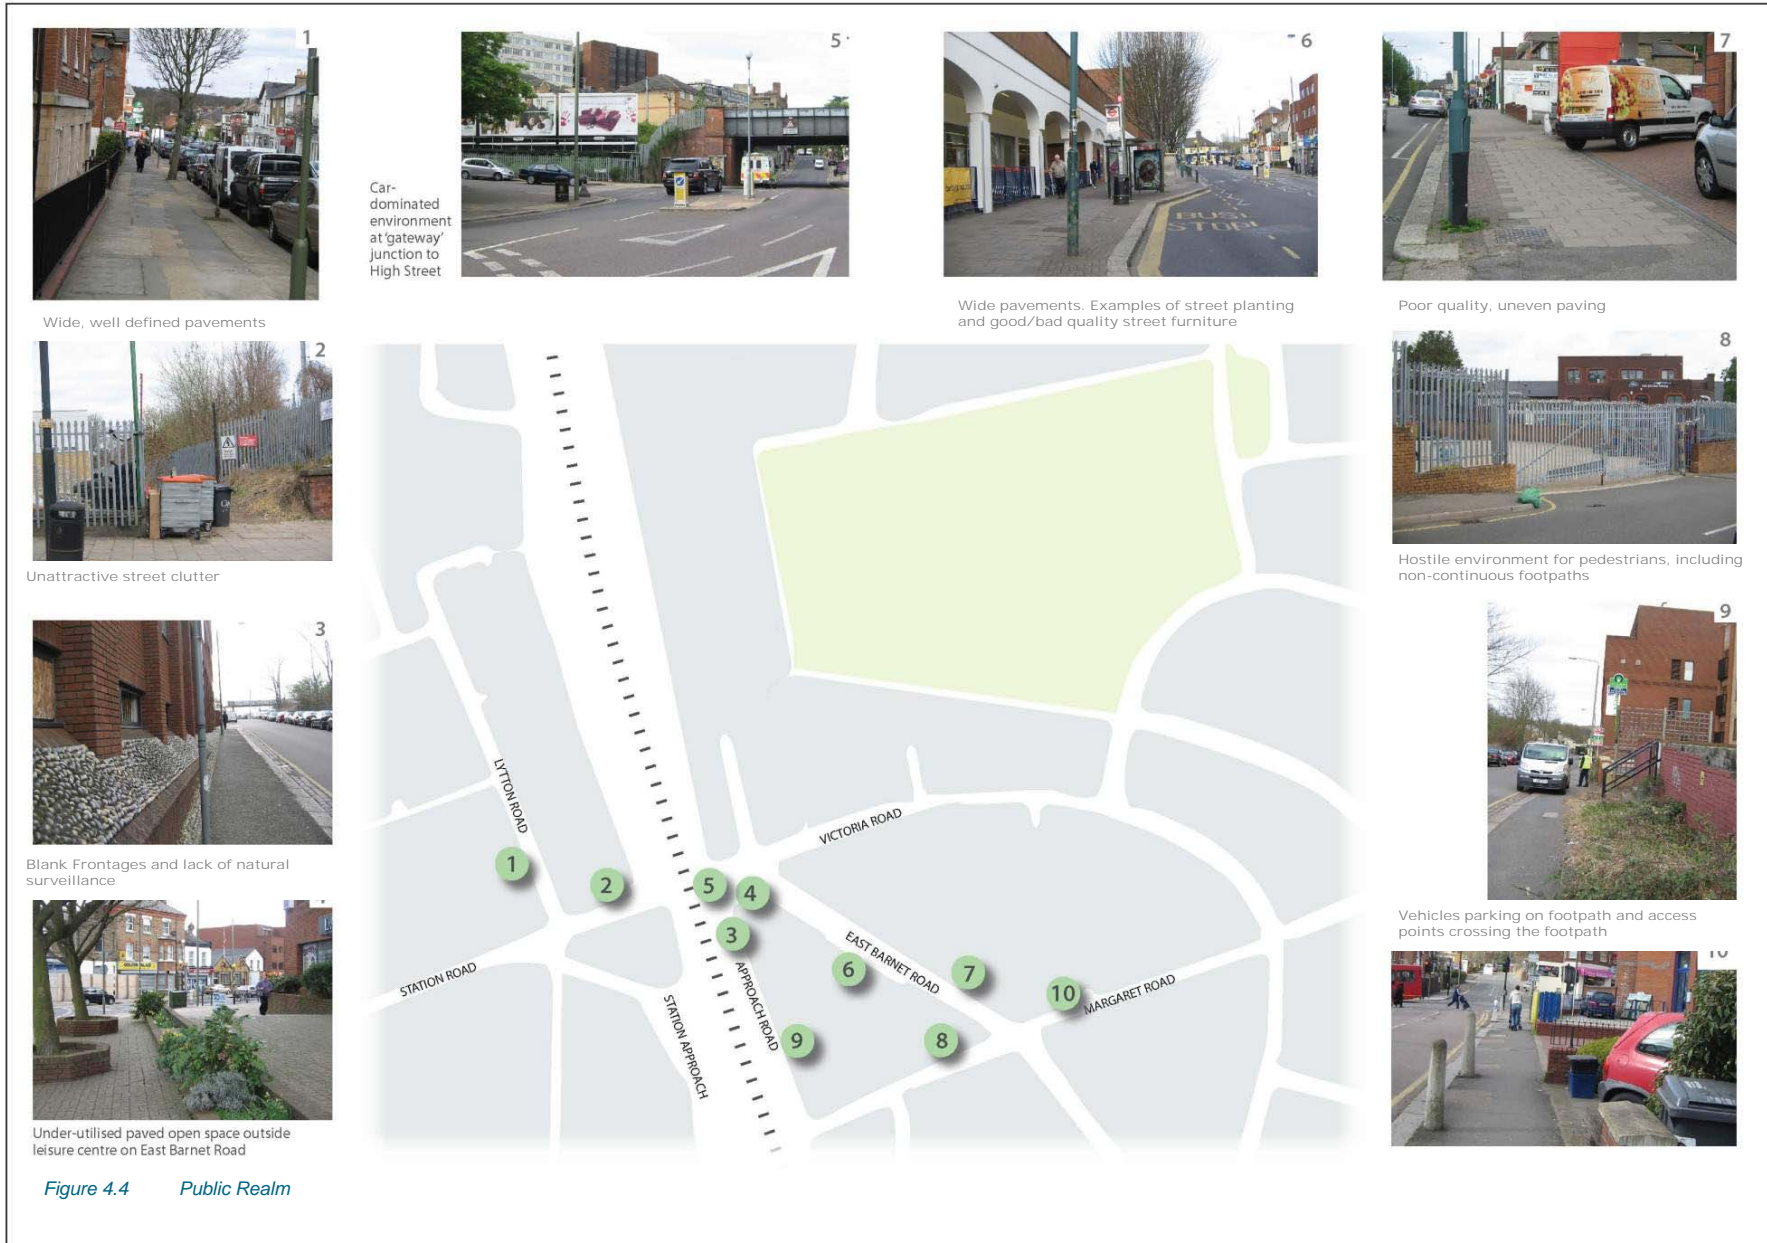 1
Wide, well defined pavements
2
Unattractive street clutter
3
Blank Frontages and lack of natural
surveillance
Under-utilised paved open space outside
leisure centre on East Barnet Road
5
Car-
dominated
environment
at 'gateway'
junction to
High Street
6
BUS
STOP
Wide pavements. Examples of street planting
and good/bad quality street furniture
7
Poor quality, uneven paving
8
Hostile environment for pedestrians, including
non-continuous footpaths
9
Vehicles parking on footpath and access
points crossing the footpath
10
LYTTON ROAD
VICTORIA ROAD
STATION ROAD
STATION APPROACH
APPROACH ROAD
EAST BARNET ROAD
MARGARET ROAD
1
2
5
4
3
6
7
10
9
8
Figure 4.4 Public Realm